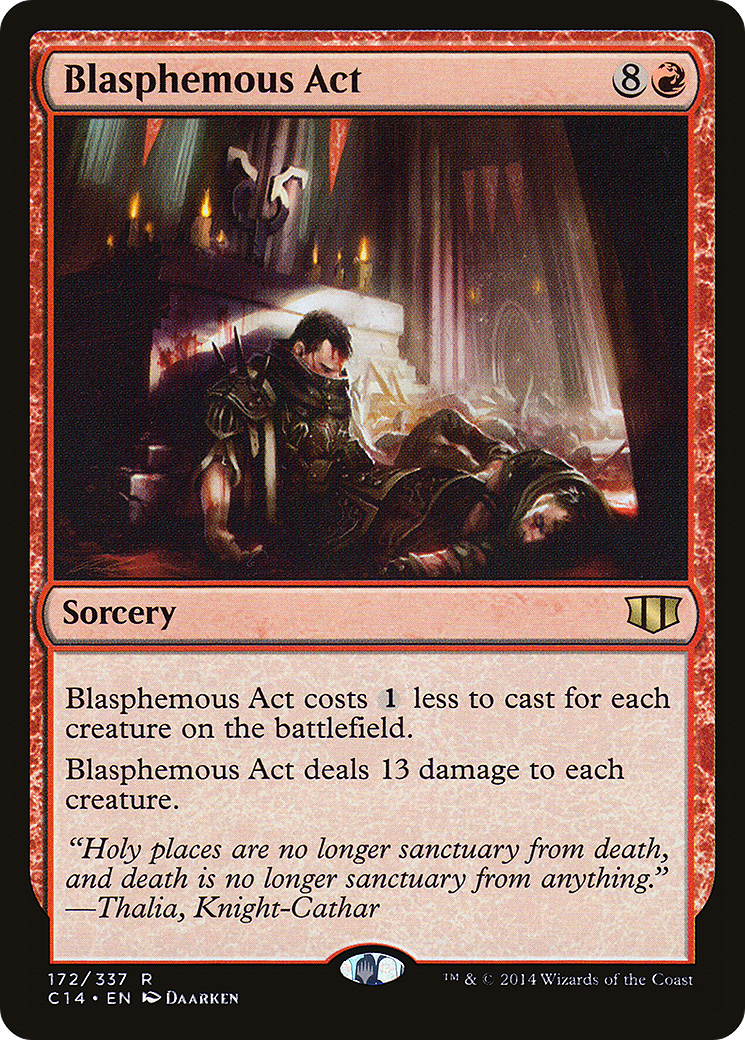 Blasphemous Act 8
Sorcery
Blasphemous Act costs 1 less to cast for each
creature on the battlefield.
Blasphemous Act deals 13 damage to each
creature.
“Holy places are no longer sanctuary from death,
and death is no longer sanctuary from anything.”
—Thalia, Knight-Cathar
172/337 R
C14 • EN DAARKEN
™ & © 2014 Wizards of the Coast